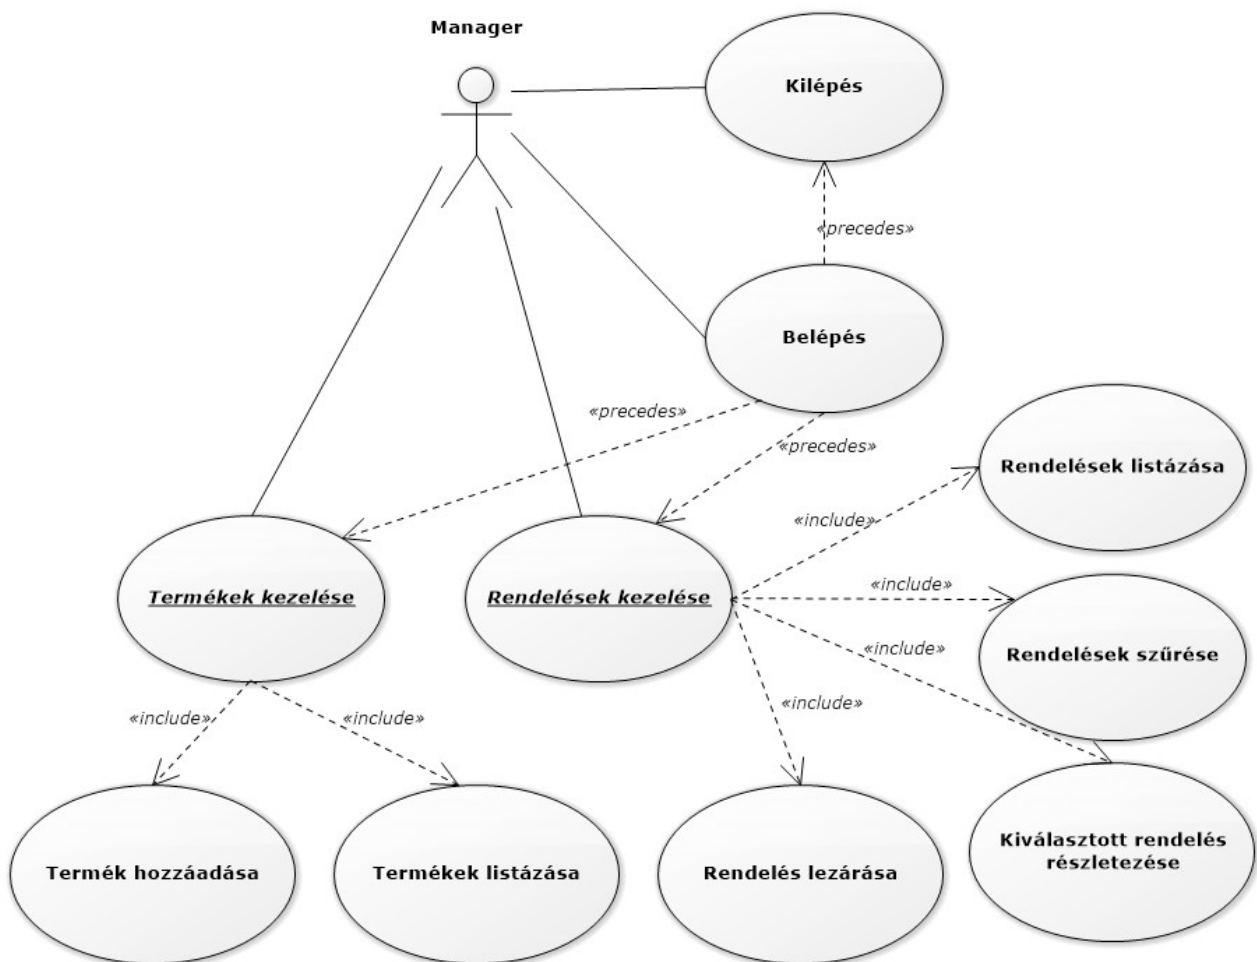 Manager
Kilépés
«precedes»
Belépés
«precedes»
«precedes»
Rendelések listázása
«include»
Termékek kezelése
Rendelések kezelése
«include»
Rendelések szűrése
«include»
«include»
«include»
«include»
Termék hozzáadása
Termékek listázása
Rendelés lezárása
Kiválasztott rendelés
részletezése